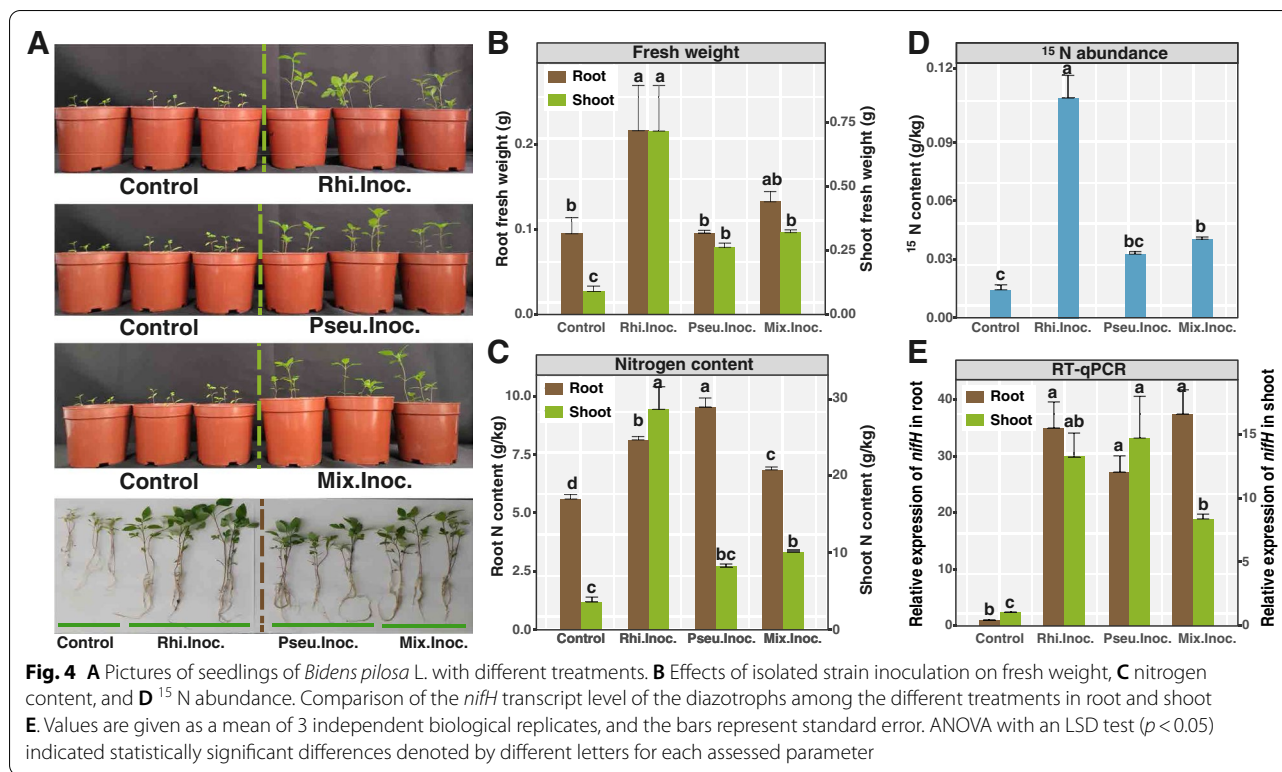 A
Control
Rhi.Inoc.
Control
Pseu.Inoc.
Control
Mix.Inoc.
Control Rhi.Inoc. Pseu.Inoc. Mix.Inoc.
B
Fresh weight
Root
Shoot
Root fresh weight (g)
0.2
0.1
0.0
Shoot fresh weight (g)
0.75
0.50
0.25
0.00
b c a a b b ab b
Control Rhi.Inoc. Pseu.Inoc. Mix.Inoc.
C
Nitrogen content
Root
Shoot
Root N content (g/kg)
10.0
7.5
5.0
2.5
0.0
Shoot N content (g/kg)
30
20
10
0
d c b a a bc c b
Control Rhi.Inoc. Pseu.Inoc. Mix.Inoc.
D
15 N abundance
15 N content (g/kg)
0.12
0.09
0.06
0.03
0.00
c a bc b
Control Rhi.Inoc. Pseu.Inoc. Mix.Inoc.
E
RT-qPCR
Root
Shoot
Relative expression of nifH in root
40
30
20
10
0
Relative expression of nifH in shoot
15
10
5
0
b c a ab a a a b
Control Rhi.Inoc. Pseu.Inoc. Mix.Inoc.
Fig. 4 A Pictures of seedlings of Bidens pilosa L. with different treatments. B Effects of isolated strain inoculation on fresh weight, C nitrogen
content, and D 15 N abundance. Comparison of the nifH transcript level of the diazotrophs among the different treatments in root and shoot
E. Values are given as a mean of 3 independent biological replicates, and the bars represent standard error. ANOVA with an LSD test (p < 0.05)
indicated statistically significant differences denoted by different letters for each assessed parameter